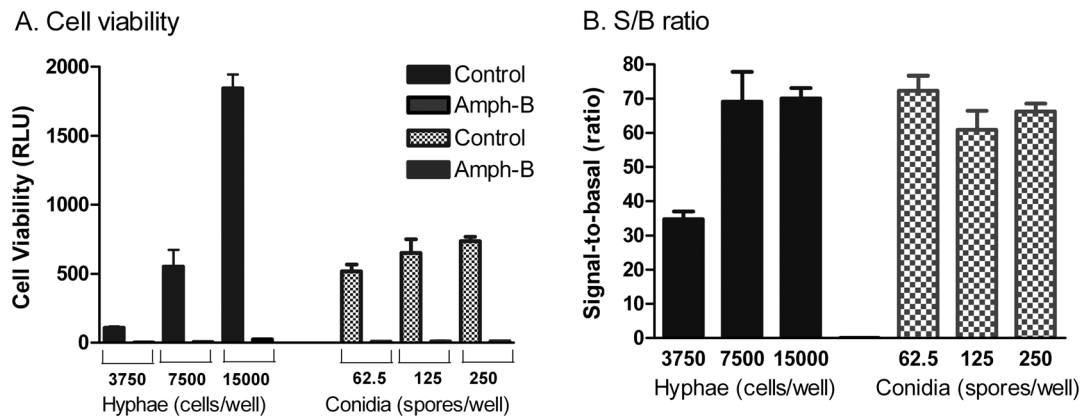 A. Cell viability
Cell Viability (RLU)
2000
1500
1000
500
0
Control
Amph-B
Control
Amph-B
3750 7500 15000 62.5 125 250
Hyphae (cells/well) Conidia (spores/well)
B. S/B ratio
Signal-to-basal (ratio)
80
70
60
50
40
30
20
10
0
3750 7500 15000 62.5 125 250
Hyphae (cells/well) Conidia (spores/well)